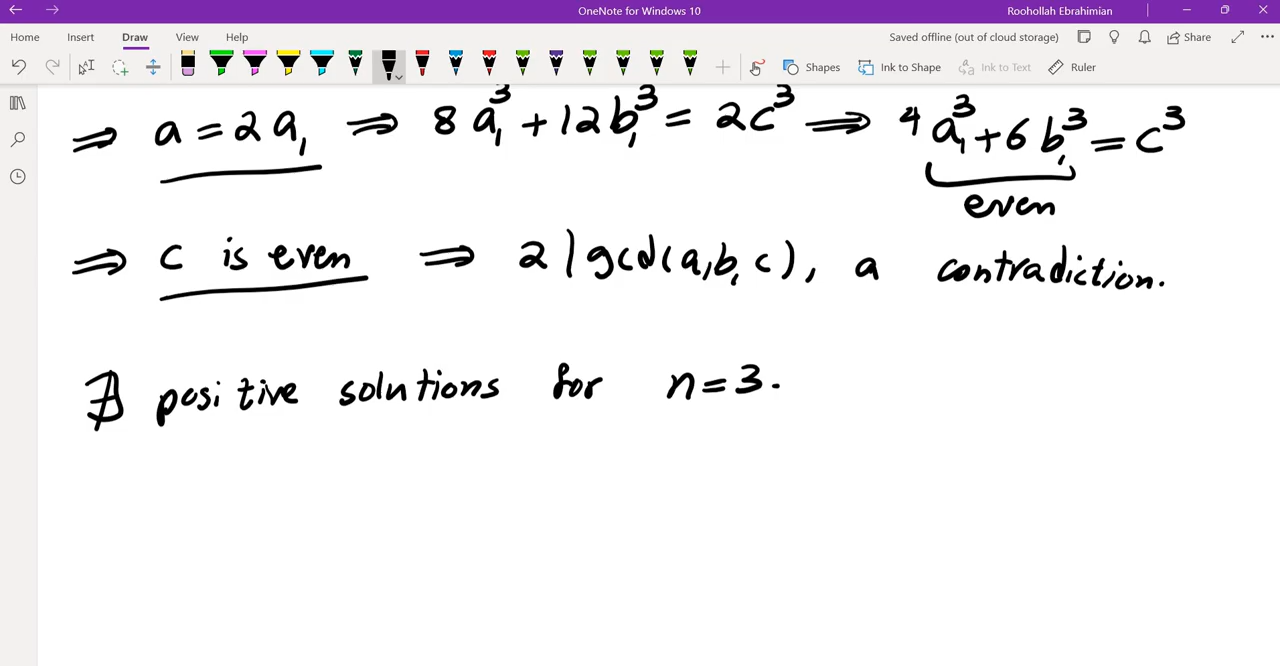 OneNote for Windows 10
Roohollah Ebrahimian
Home Insert Draw View Help
Saved offline (out of cloud storage) Share
Shapes Ink to Shape Ink to Text Ruler
⇒ a = 2a₁ ⇒ 8a₁³ + 12b₁³ = 2c³ ⇒ 4a₁³ + 6b₁³ = c³
even
⇒ c is even ⇒ 2 | gcd(a, b, c), a contradiction.
∄ positive solutions for n = 3.